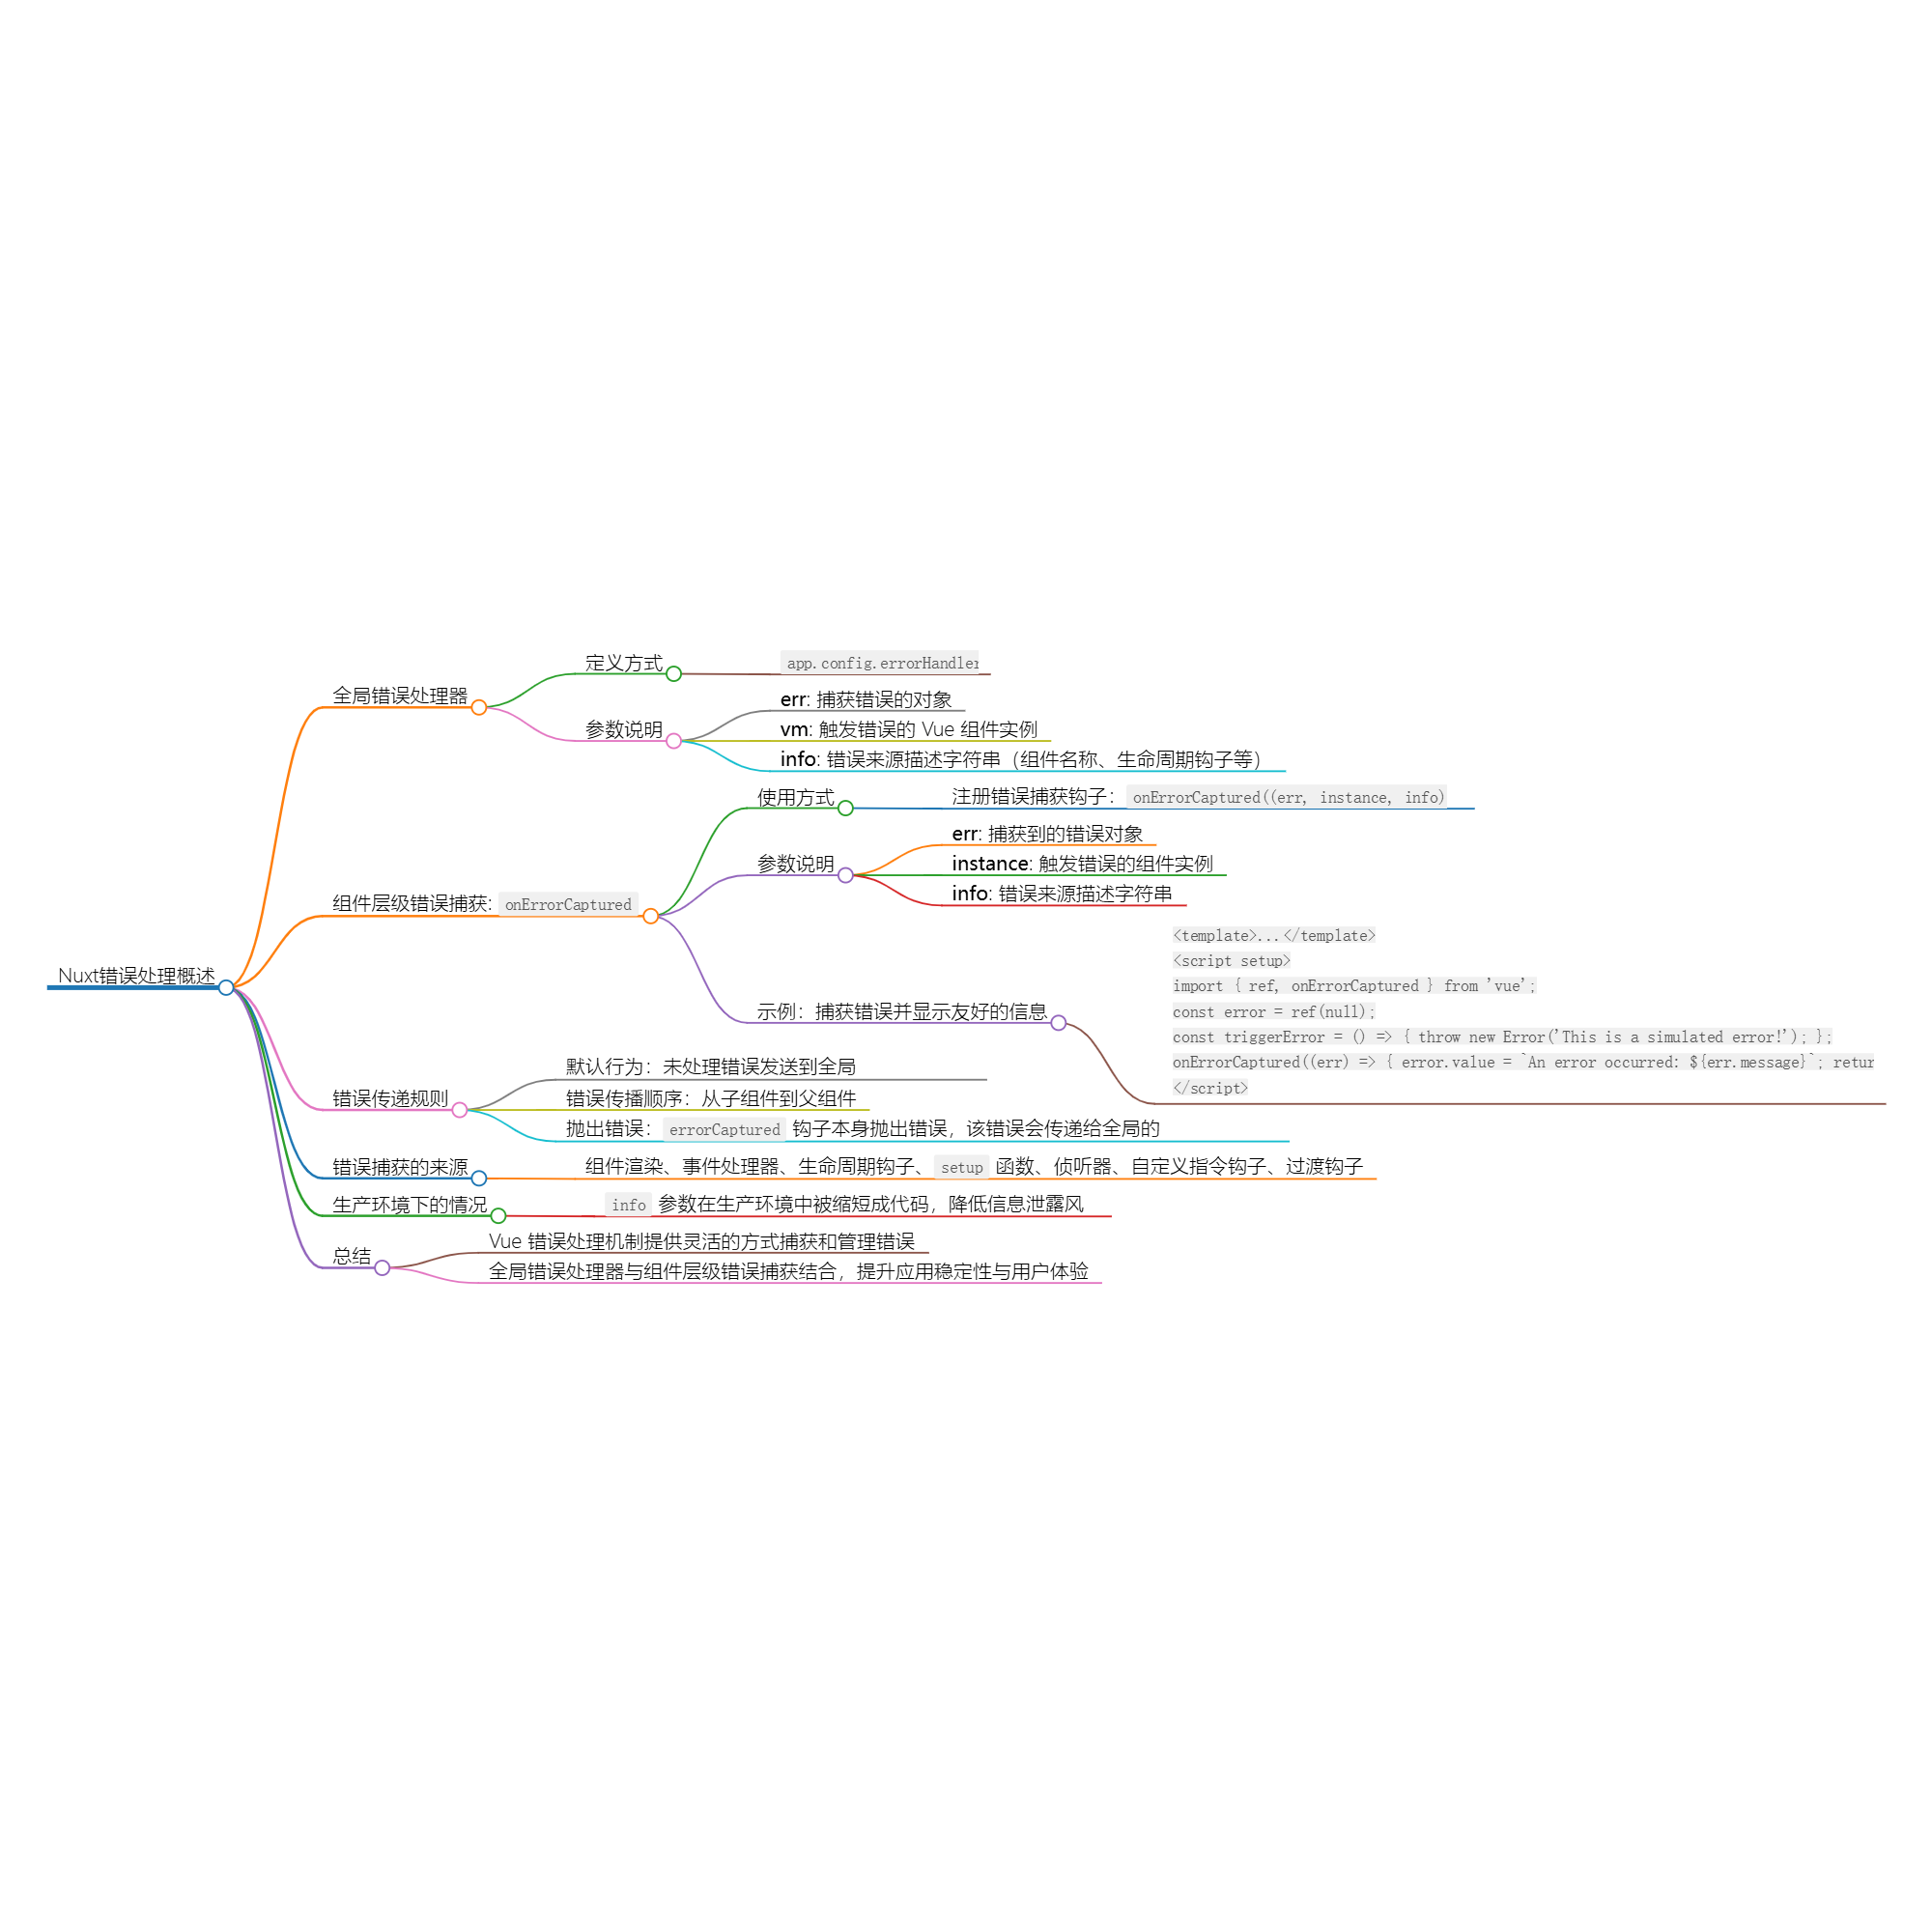 Nuxt错误处理概述
全局错误处理器
定义方式
app.config.errorHandler
参数说明
err: 捕获错误的对象
vm: 触发错误的 Vue 组件实例
info: 错误来源描述字符串（组件名称、生命周期钩子等）
组件层级错误捕获: onErrorCaptured
使用方式
注册错误捕获钩子：onErrorCaptured((err, instance, info)
参数说明
err: 捕获到的错误对象
instance: 触发错误的组件实例
info: 错误来源描述字符串
示例：捕获错误并显示友好的信息
<template>...</template>
<script setup>
import { ref, onErrorCaptured } from 'vue';
const error = ref(null);
const triggerError = () => { throw new Error('This is a simulated error!'); };
onErrorCaptured((err) => { error.value = `An error occurred: ${err.message}`; retur
</script>
错误传递规则
默认行为：未处理错误发送到全局
错误传播顺序：从子组件到父组件
抛出错误：errorCaptured 钩子本身抛出错误，该错误会传递给全局的
错误捕获的来源
组件渲染、事件处理器、生命周期钩子、setup 函数、侦听器、自定义指令钩子、过渡钩子
生产环境下的情况
info 参数在生产环境中被缩短成代码，降低信息泄露风
总结
Vue 错误处理机制提供灵活的方式捕获和管理错误
全局错误处理器与组件层级错误捕获结合，提升应用稳定性与用户体验